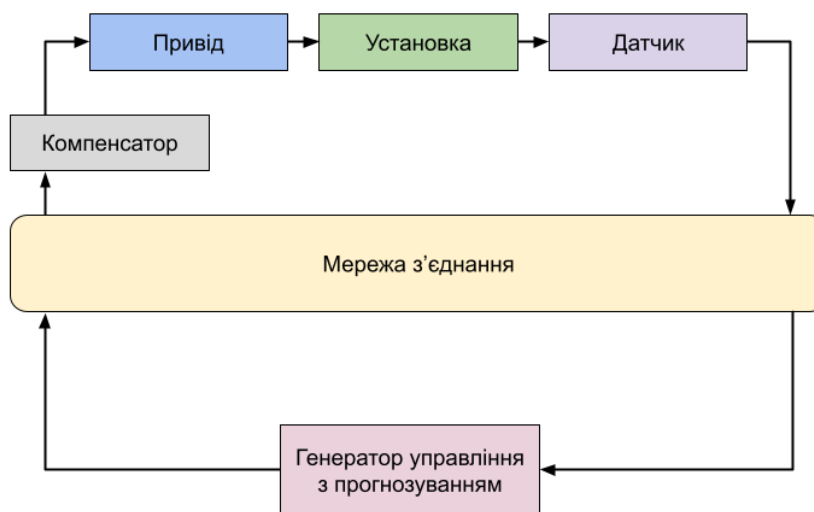 Привід
Установка
Датчик
Компенсатор
Мережа з’єднання
Генератор управління
з прогнозуванням